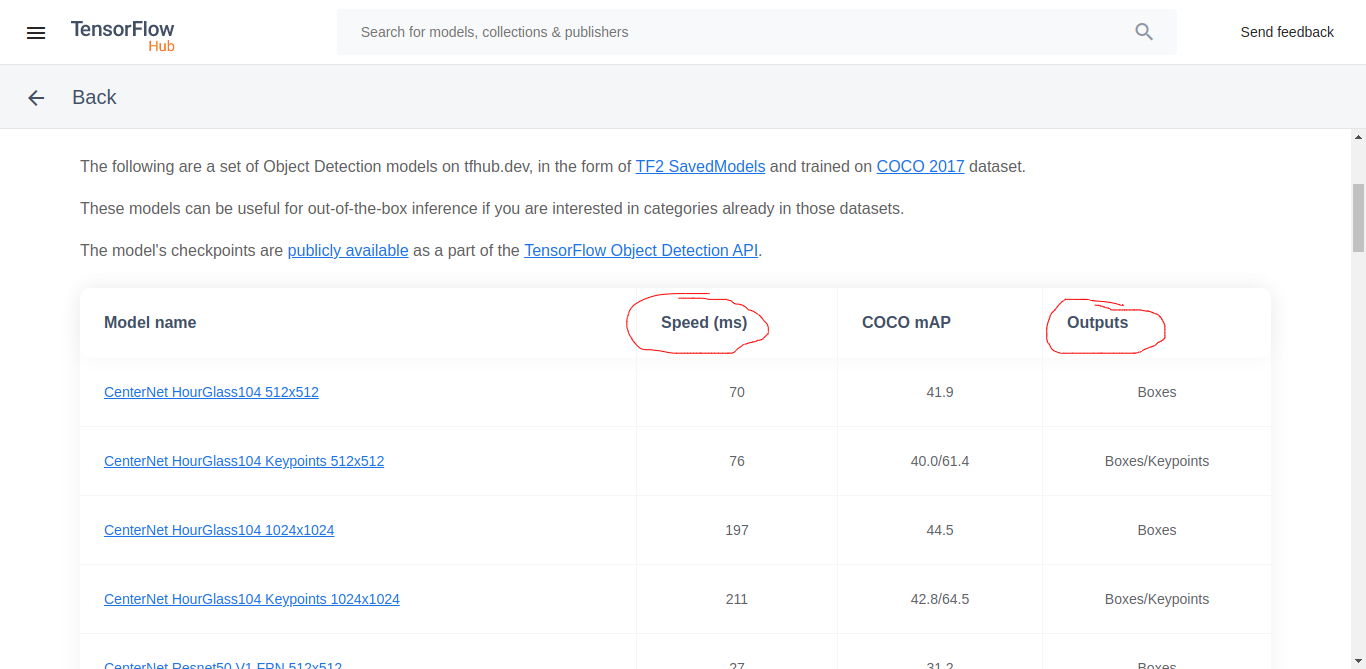 TensorFlow
Hub
Search for models, collections & publishers
Send feedback
Back
The following are a set of Object Detection models on tfhub.dev, in the form of TF2 SavedModels and trained on COCO 2017 dataset.
These models can be useful for out-of-the-box inference if you are interested in categories already in those datasets.
The model's checkpoints are publicly available as a part of the TensorFlow Object Detection API.
Model name Speed (ms) COCO mAP Outputs
CenterNet HourGlass104 512x512 70 41.9 Boxes
CenterNet HourGlass104 Keypoints 512x512 76 40.0/61.4 Boxes/Keypoints
CenterNet HourGlass104 1024x1024 197 44.5 Boxes
CenterNet HourGlass104 Keypoints 1024x1024 211 42.8/64.5 Boxes/Keypoints
CenterNet Resnet50 V1 FPN 512x512 27 31.2 Boxes